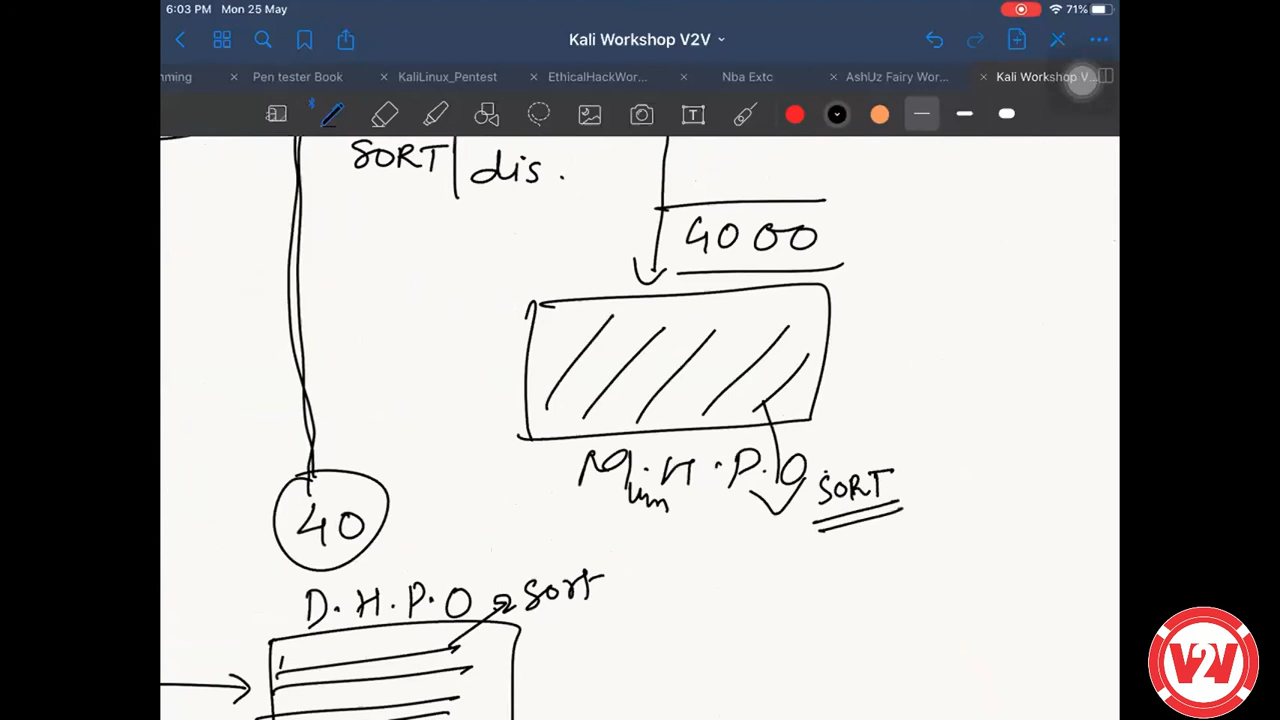 6:03 PM Mon 25 May 71%
Kali Workshop V2V
mming Pen tester Book KaliLinux_Pentest EthicalHackWor... Nba Extc AshUz Fairy Wor... Kali Workshop V...
T
SORT dis.
4000
H.P.O SORT
40
D.H.P.O sort
V2V